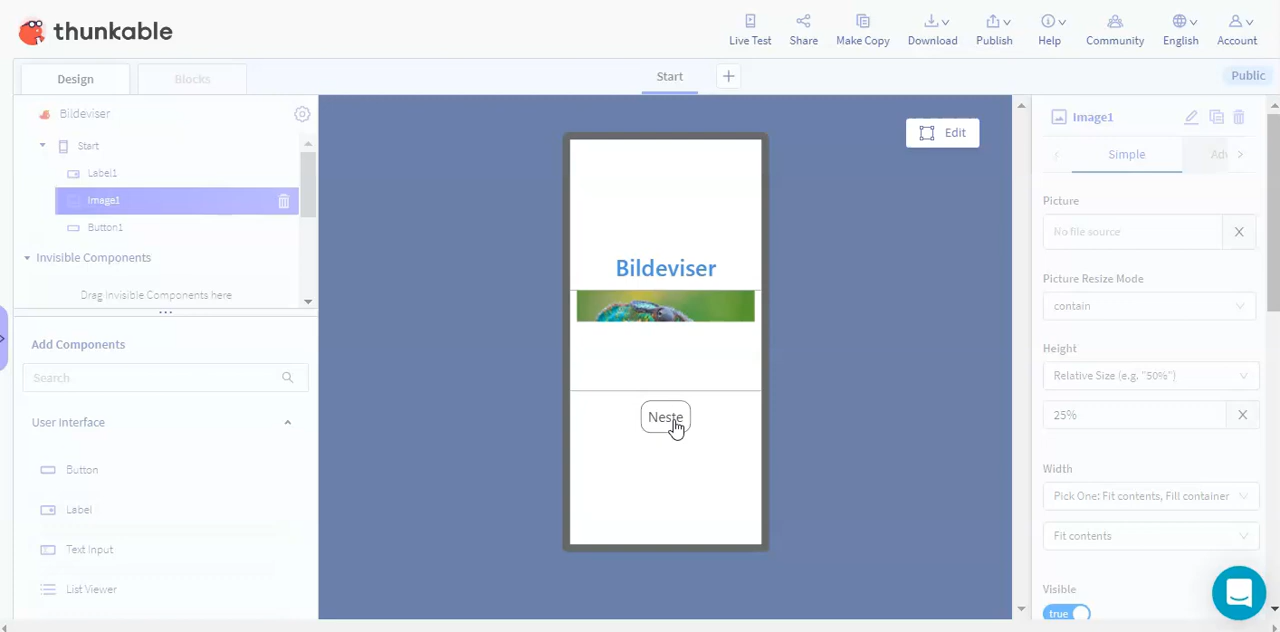 thunkable
Live Test
Share
Make Copy
Download
Publish
Help
Community
English
Account
Design
Blocks
Start
+
Public
Bildeviser
Start
Label1
Image1
Button1
Invisible Components
Drag Invisible Components here
Add Components
Search
User Interface
Button
Label
Text Input
List Viewer
Edit
Bildeviser
Neste
Image1
Simple
Adv
Picture
No file source
Picture Resize Mode
contain
Height
Relative Size (e.g. "50%")
25%
Width
Pick One: Fit contents, Fill container
Fit contents
Visible
true